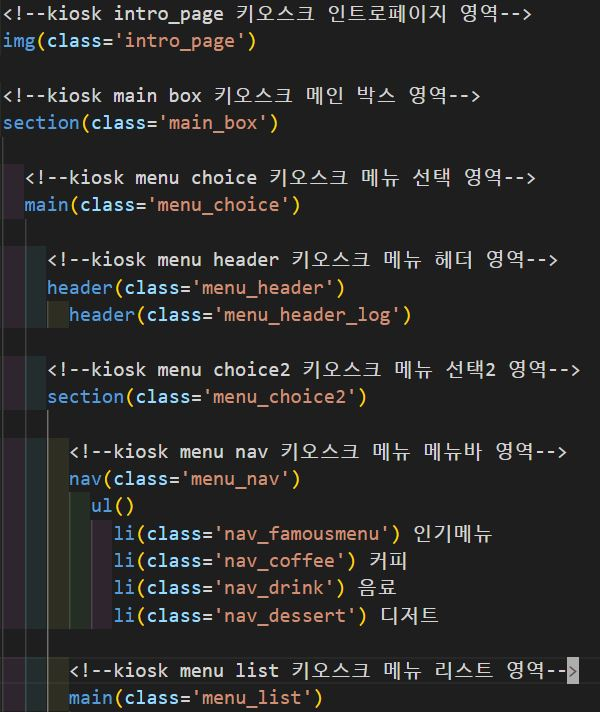 <!--kiosk intro_page 키오스크 인트로페이지 영역-->
img(class='intro_page')
<!--kiosk main box 키오스크 메인 박스 영역-->
section(class='main_box')
<!--kiosk menu choice 키오스크 메뉴 선택 영역-->
main(class='menu_choice')
<!--kiosk menu header 키오스크 메뉴 헤더 영역-->
header(class='menu_header')
header(class='menu_header_log')
<!--kiosk menu choice2 키오스크 메뉴 선택2 영역-->
section(class='menu_choice2')
<!--kiosk menu nav 키오스크 메뉴 메뉴바 영역-->
nav(class='menu_nav')
ul()
li(class='nav_famousmenu') 인기메뉴
li(class='nav_coffee') 커피
li(class='nav_drink') 음료
li(class='nav_dessert') 디저트
<!--kiosk menu list 키오스크 메뉴 리스트 영역-->
main(class='menu_list')